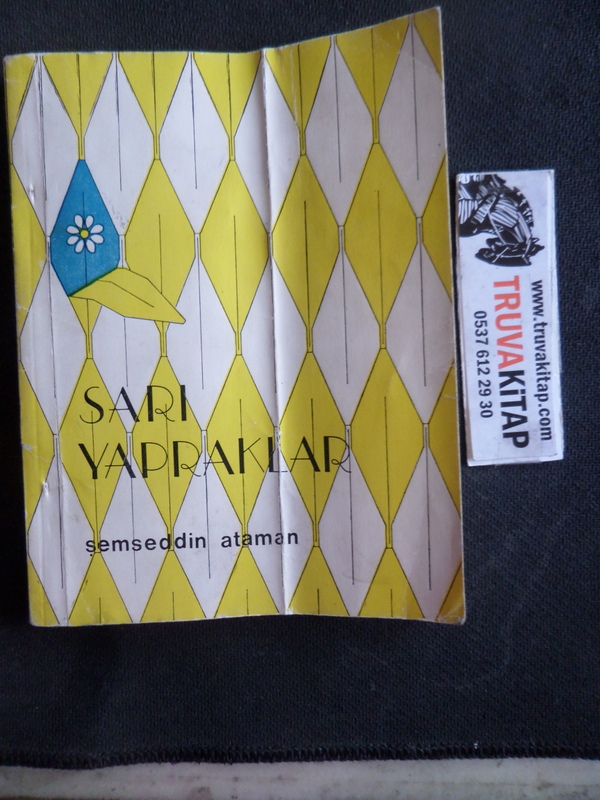 SARI
YAPRAKLAR
şemseddin ataman
www.truvakitap.com
TRUVAKiTAP
0537 612 29 30